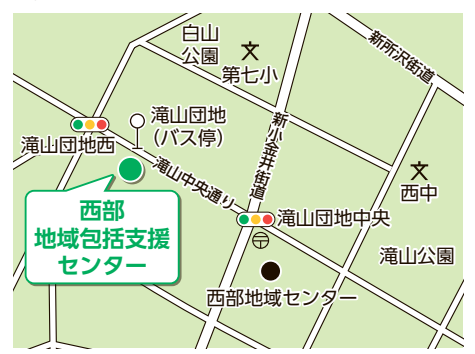 白山
公園
文
第七小
新所沢街道
滝山団地
(バス停)
滝山団地西
新小金井街道
滝山中央通り
文
西中
西部
地域包括支援
センター
滝山団地中央
〒
滝山公園
西部地域センター